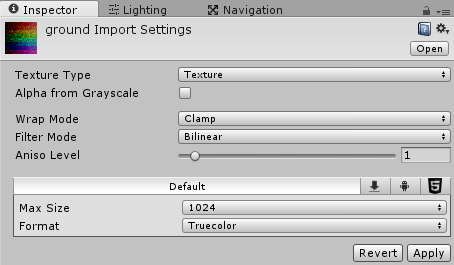 Inspector Lighting Navigation
ground Import Settings
Open
Texture Type Texture
Alpha from Grayscale
Wrap Mode Clamp
Filter Mode Bilinear
Aniso Level 1
Default
Max Size 1024
Format Truecolor
Revert Apply